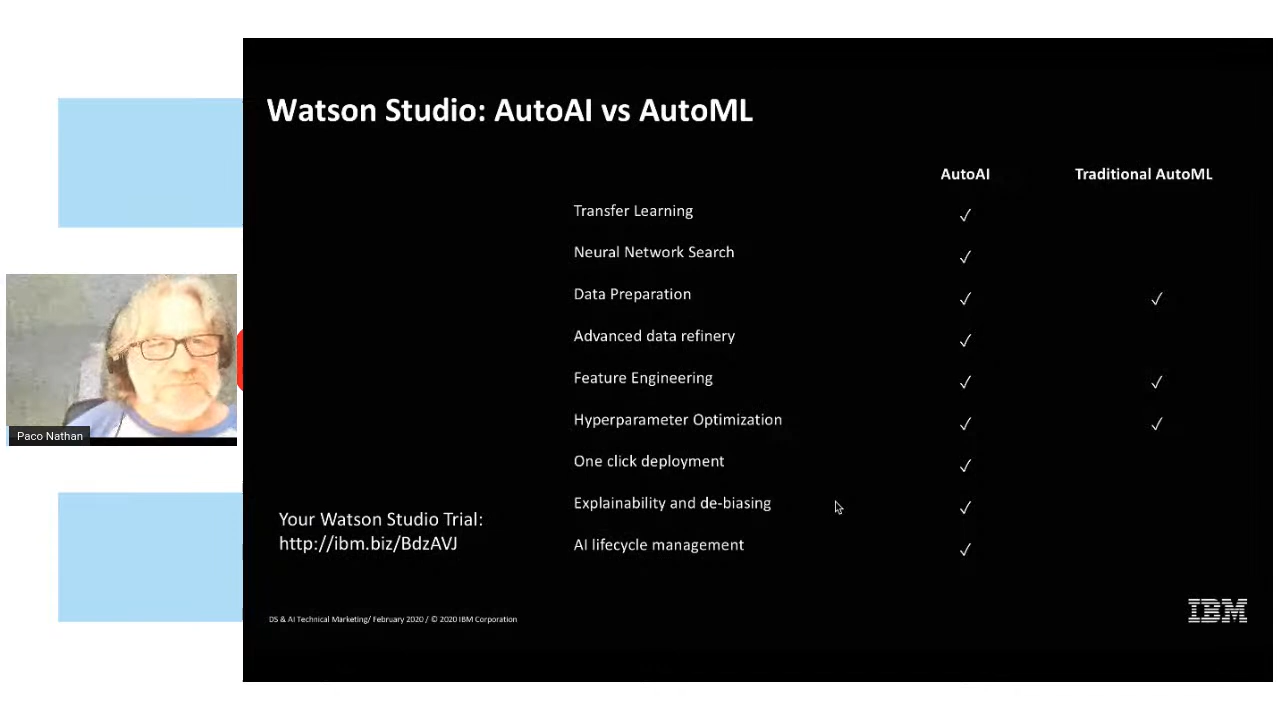 Watson Studio: AutoAI vs AutoML
AutoAI Traditional AutoML
Transfer Learning ✓
Neural Network Search ✓
Data Preparation ✓ ✓
Advanced data refinery ✓
Feature Engineering ✓ ✓
Hyperparameter Optimization ✓ ✓
One click deployment ✓
Explainability and de-biasing ✓
AI lifecycle management ✓
Your Watson Studio Trial:
http://ibm.biz/BdzAVJ
DS & AI Technical Marketing/ February 2020 / © 2020 IBM Corporation
IBM
Paco Nathan